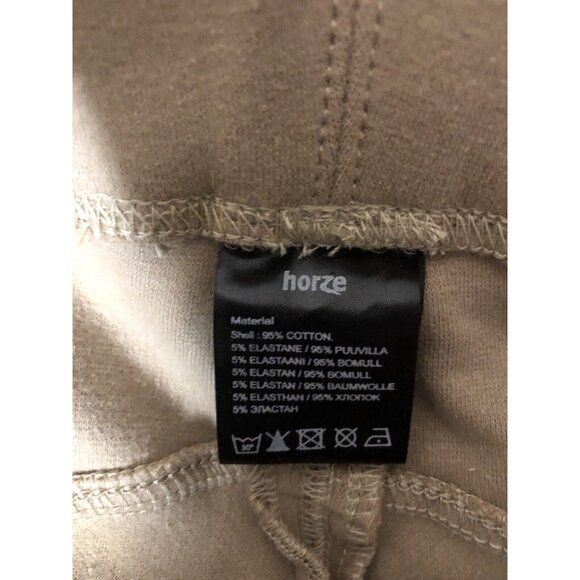 horze
Material
Shell : 95% COTTON.
5% ELASTANE / 95% PUUVILLA
5% ELASTAANI / 95% BOMULL
5% ELASTAN / 95% BOMULL
5% ELASTAN / 95% BAUMWOLLE
5% ELASTHAN / 95% ХЛОПОК
5% ЭЛАСТАН
30°